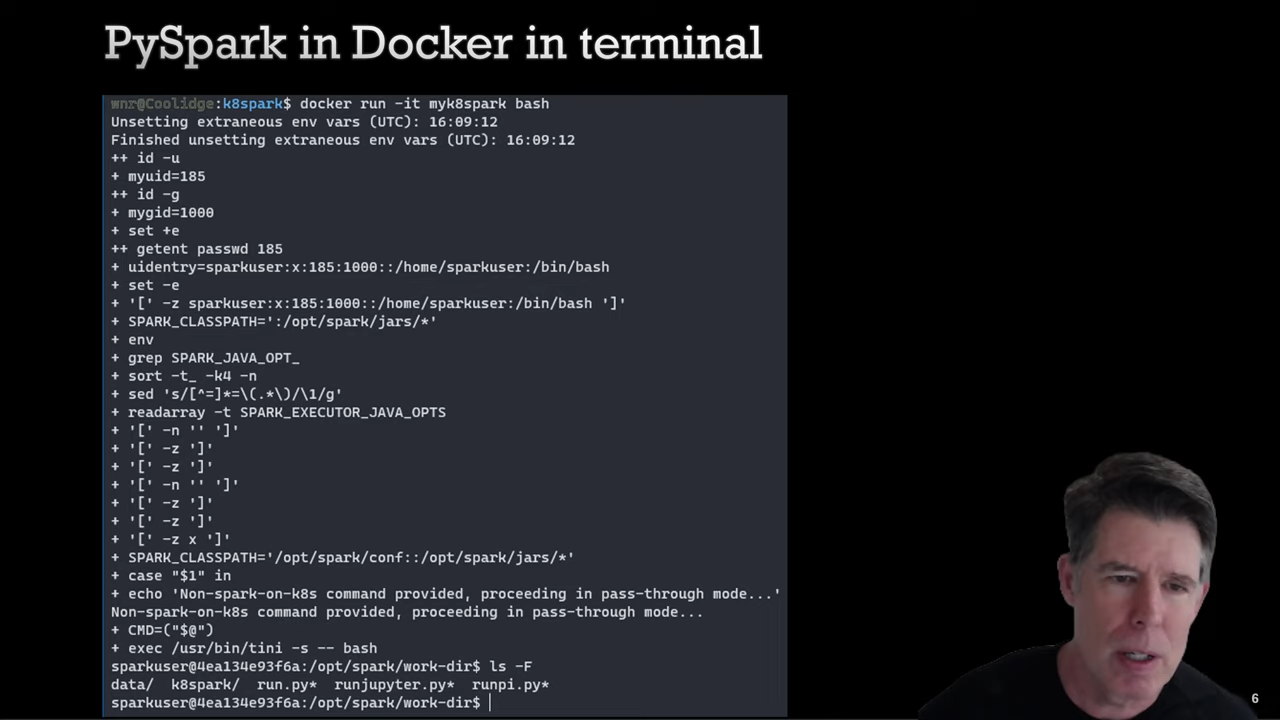 PySpark in Docker in terminal
wnr@Coolidge:k8spark$ docker run -it myk8spark bash
Unsetting extraneous env vars (UTC): 16:09:12
Finished unsetting extraneous env vars (UTC): 16:09:12
++ id -u
+ myuid=185
++ id -g
+ mygid=1000
+ set +e
++ getent passwd 185
+ uidentry=sparkuser:x:185:1000::/home/sparkuser:/bin/bash
+ set -e
+ '[' -z sparkuser:x:185:1000::/home/sparkuser:/bin/bash ']'
+ SPARK_CLASSPATH=':/opt/spark/jars/*'
+ env
+ grep SPARK_JAVA_OPT_
+ sort -t_ -k4 -n
+ sed 's/[^=]*=\(.*\)/\1/g'
+ readarray -t SPARK_EXECUTOR_JAVA_OPTS
+ '[' -n '' ']'
+ '[' -z ']'
+ '[' -z ']'
+ '[' -n '' ']'
+ '[' -z ']'
+ '[' -z ']'
+ '[' -z x ']'
+ SPARK_CLASSPATH='/opt/spark/conf::/opt/spark/jars/*'
+ case "$1" in
+ echo 'Non-spark-on-k8s command provided, proceeding in pass-through mode...'
Non-spark-on-k8s command provided, proceeding in pass-through mode...
+ CMD=("$@")
+ exec /usr/bin/tini -s -- bash
sparkuser@4ea134e93f6a:/opt/spark/work-dir$ ls -F
data/  k8spark/  run.py*  runjupyter.py*  runpi.py*
sparkuser@4ea134e93f6a:/opt/spark/work-dir$
6